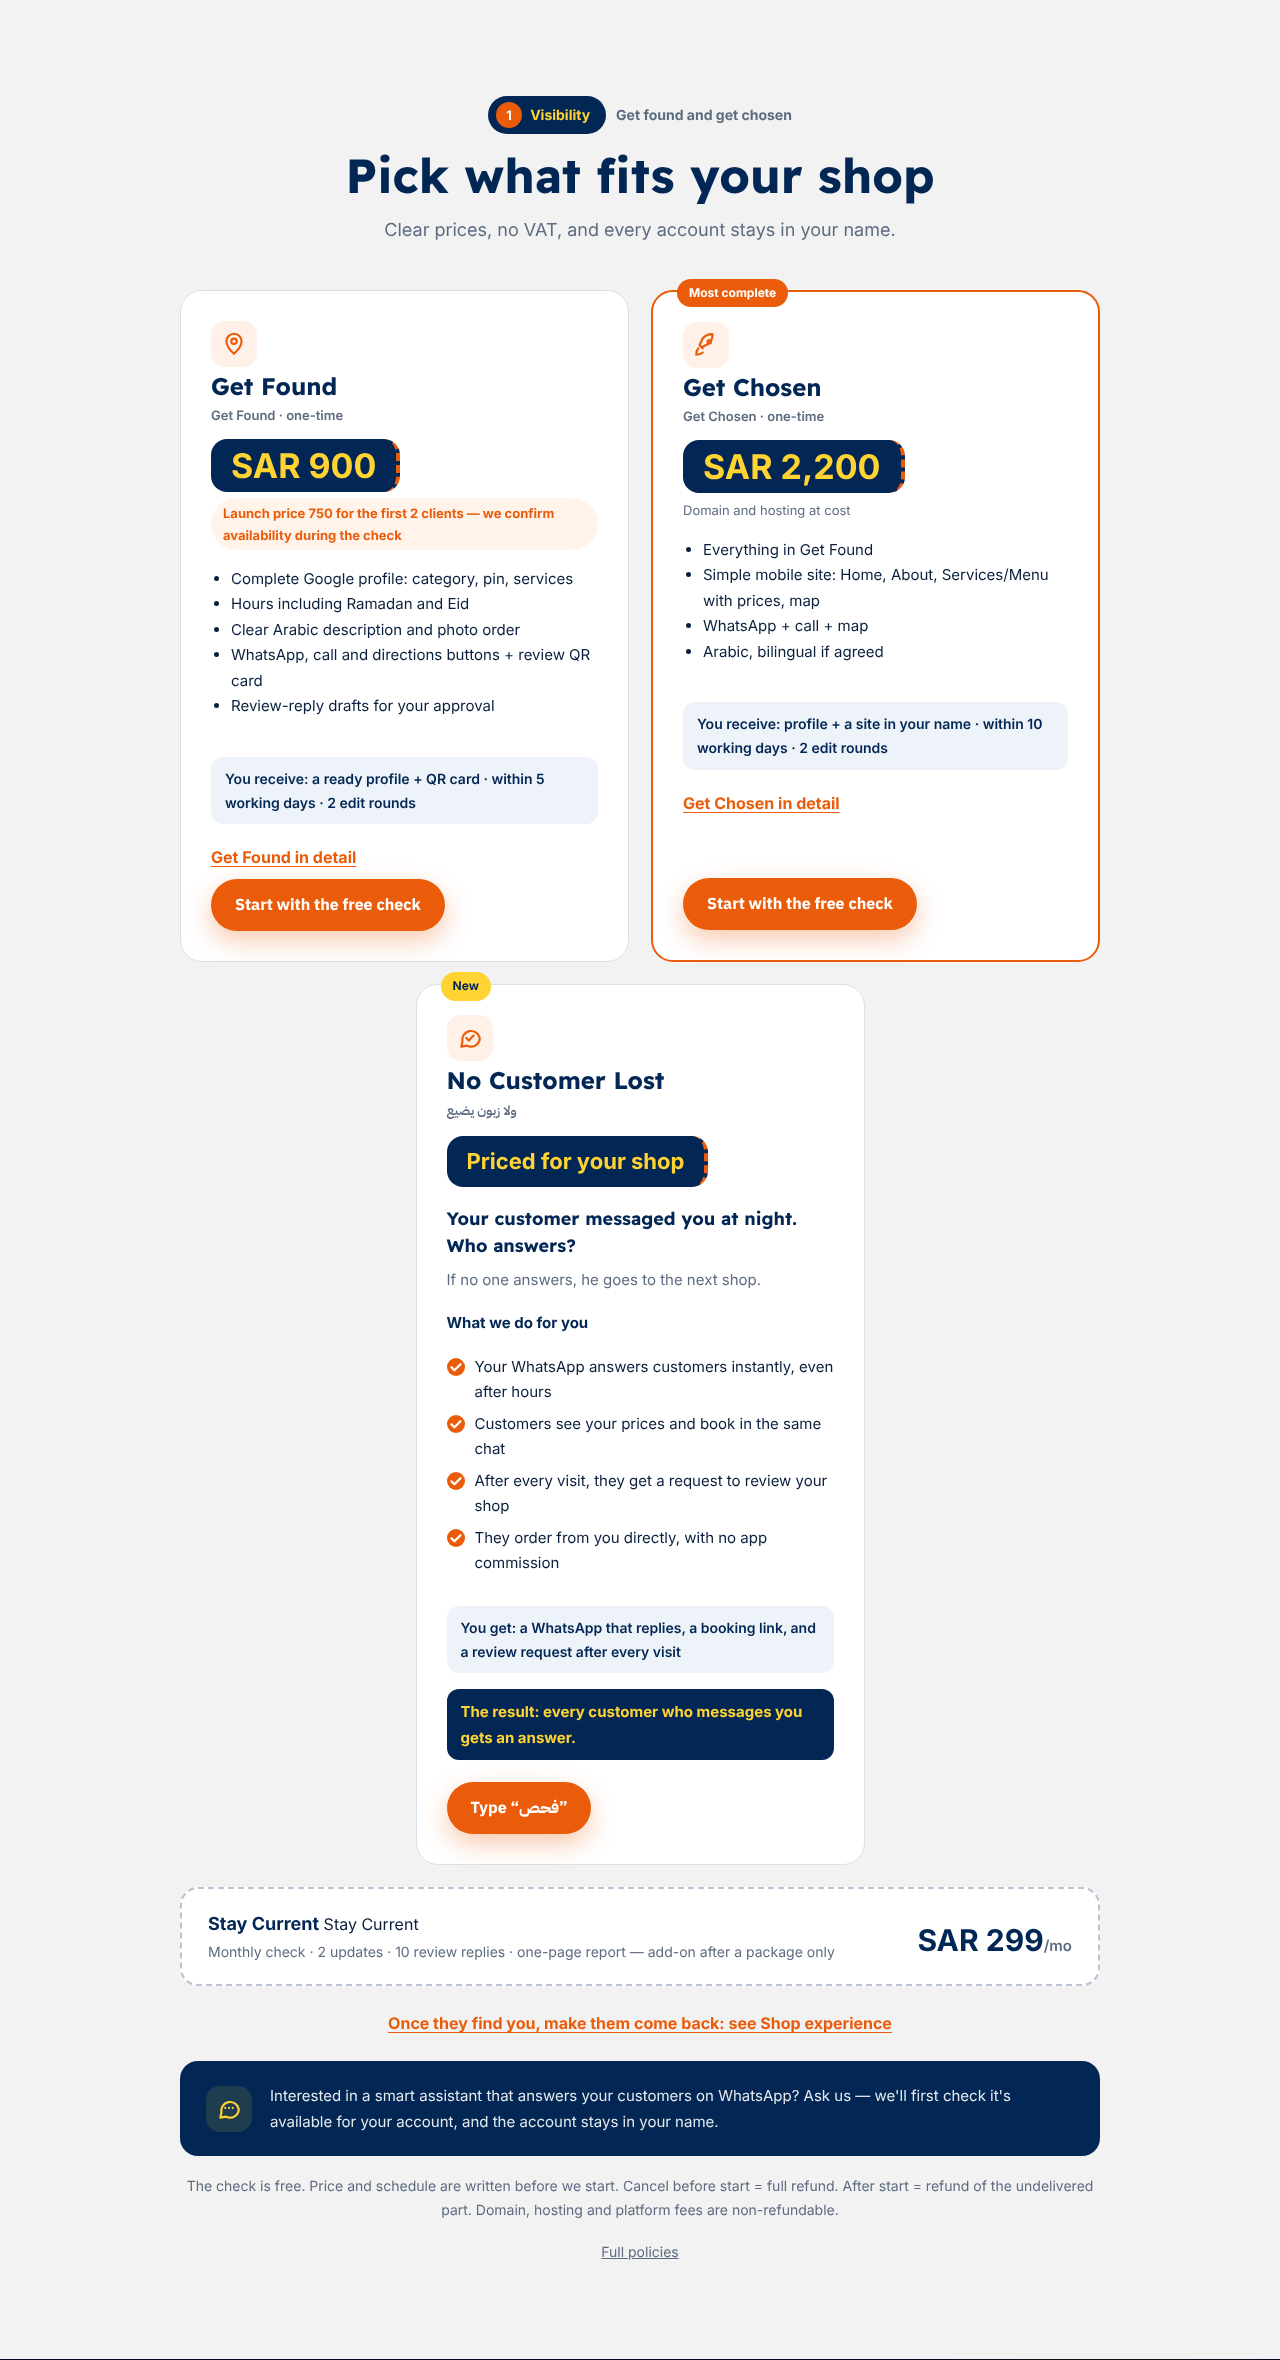 1 Visibility Get found and get chosen
Pick what fits your shop
Clear prices, no VAT, and every account stays in your name.
Get Found
Get Found · one-time
SAR 900
Launch price 750 for the first 2 clients — we confirm
availability during the check
• Complete Google profile: category, pin, services
• Hours including Ramadan and Eid
• Clear Arabic description and photo order
• WhatsApp, call and directions buttons + review QR
card
• Review-reply drafts for your approval
You receive: a ready profile + QR card · within 5
working days · 2 edit rounds
Get Found in detail
Start with the free check
Most complete
Get Chosen
Get Chosen · one-time
SAR 2,200
Domain and hosting at cost
• Everything in Get Found
• Simple mobile site: Home, About, Services/Menu
with prices, map
• WhatsApp + call + map
• Arabic, bilingual if agreed
You receive: profile + a site in your name · within 10
working days · 2 edit rounds
Get Chosen in detail
Start with the free check
New
No Customer Lost
ولا زبون يضيع
Priced for your shop
Your customer messaged you at night.
Who answers?
If no one answers, he goes to the next shop.
What we do for you
Your WhatsApp answers customers instantly, even
after hours
Customers see your prices and book in the same
chat
After every visit, they get a request to review your
shop
They order from you directly, with no app
commission
You get: a WhatsApp that replies, a booking link, and
a review request after every visit
The result: every customer who messages you
gets an answer.
Type “فحص”
Stay Current Stay Current
Monthly check · 2 updates · 10 review replies · one-page report — add-on after a package only
SAR 299/mo
Once they find you, make them come back: see Shop experience
Interested in a smart assistant that answers your customers on WhatsApp? Ask us — we'll first check it's
available for your account, and the account stays in your name.
The check is free. Price and schedule are written before we start. Cancel before start = full refund. After start = refund of the undelivered
part. Domain, hosting and platform fees are non-refundable.
Full policies